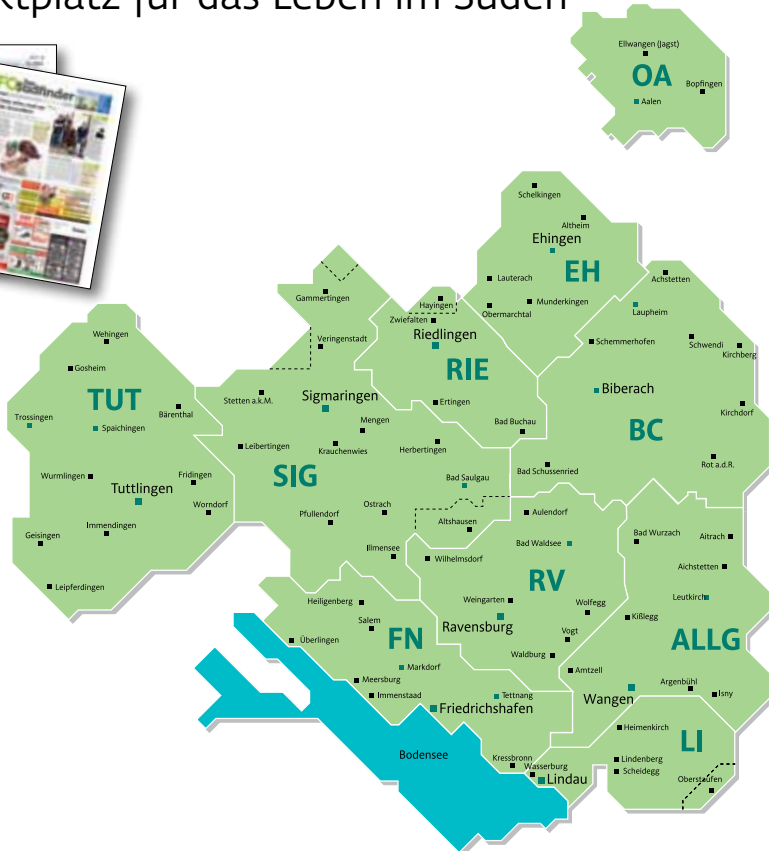 ktplatz für das Leben im Süden
südfinder
Ellwangen (Jagst)
OA
Bopfingen
Aalen
Schelkingen
Altheim
Ehingen
EH
Lauterach
Munderkingen
Obermarchtal
Achstetten
Laupheim
Schemmerhofen
Schwendi
Kirchberg
Biberach
BC
Kirchdorf
Rot a.d.R.
Bad Schussenried
Gammertingen
Veringenstadt
Hayingen
Zwiefalten
Riedlingen
RIE
Ertingen
Bad Buchau
Wehingen
Gosheim
TUT
Trossingen
Spaichingen
Bärenthal
Wurmlingen
Fridingen
Tuttlingen
Worndorf
Immendingen
Geisingen
Leipferdingen
Stetten a.k.M.
Sigmaringen
Mengen
Leibertingen
Krauchenwies
Herbertingen
SIG
Bad Saulgau
Ostrach
Pfullendorf
Altshausen
Illmensee
Wilhelmsdorf
Aulendorf
Bad Waldsee
RV
Weingarten
Wolfegg
Ravensburg
Vogt
Waldburg
Bad Wurzach
Aitrach
Aichstetten
Leutkirch
Kißlegg
ALLG
Amtzell
Argenbühl
Wangen
Isny
Heiligenberg
Salem
FN
Überlingen
Markdorf
Meersburg
Immenstaad
Tettnang
Friedrichshafen
Bodensee
Kressbronn
Wasserburg
Lindau
Heimenkirch
LI
Lindenberg
Scheidegg
Oberstaufen